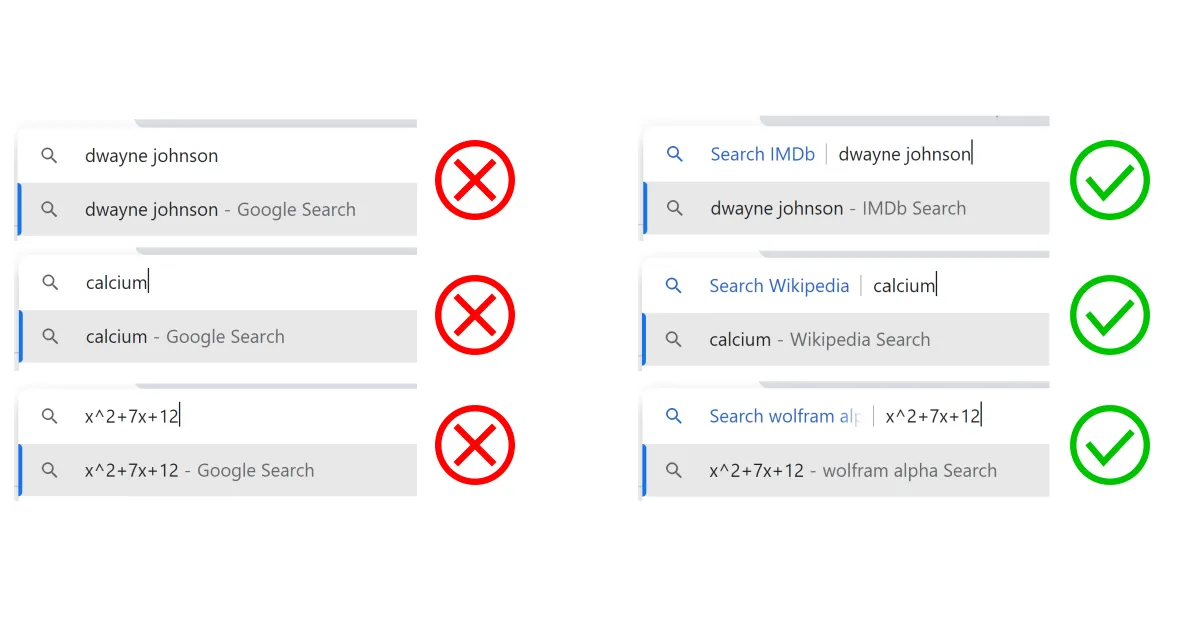 dwayne johnson
dwayne johnson - Google Search
calcium
calcium - Google Search
x^2+7x+12
x^2+7x+12 - Google Search
Search IMDb | dwayne johnson
dwayne johnson - IMDb Search
Search Wikipedia | calcium
calcium - Wikipedia Search
Search wolfram alp | x^2+7x+12
x^2+7x+12 - wolfram alpha Search